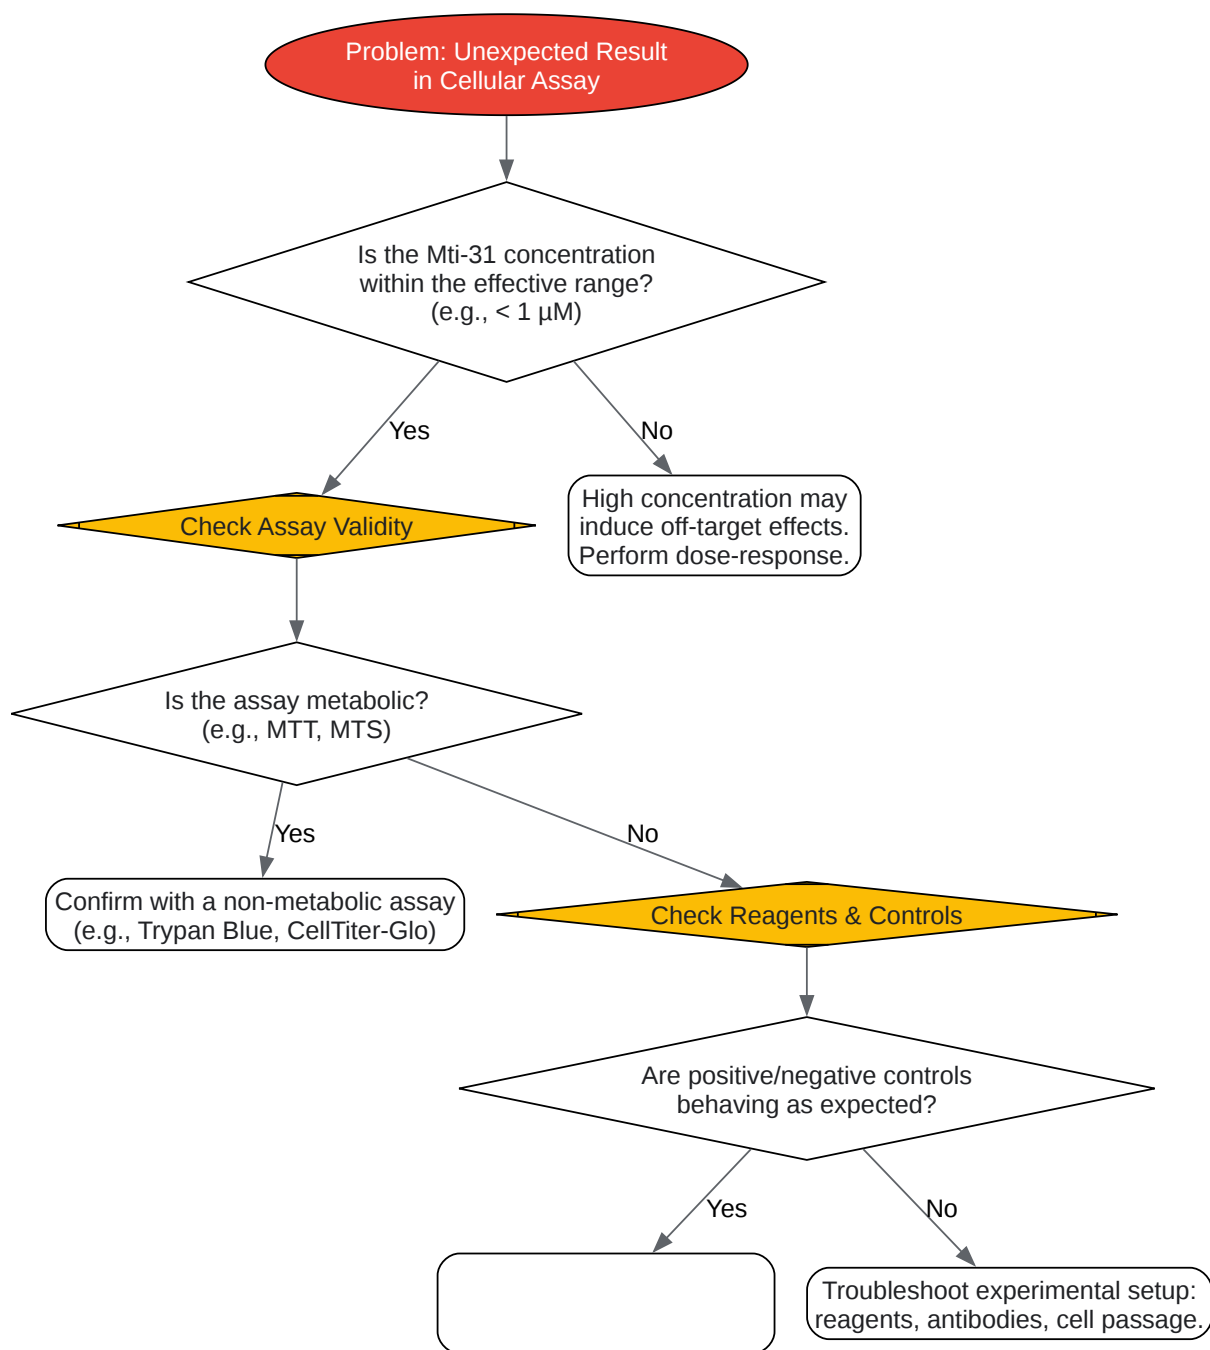 Problem: Unexpected Result
in Cellular Assay
Is the Mti-31 concentration
within the effective range?
(e.g., < 1 µM)
Yes
No
High concentration may
induce off-target effects.
Perform dose-response.
Check Assay Validity
Is the assay metabolic?
(e.g., MTT, MTS)
Yes
No
Confirm with a non-metabolic assay
(e.g., Trypan Blue, CellTiter-Glo)
Check Reagents & Controls
Are positive/negative controls
behaving as expected?
Yes
No
Troubleshoot experimental setup:
reagents, antibodies, cell passage.